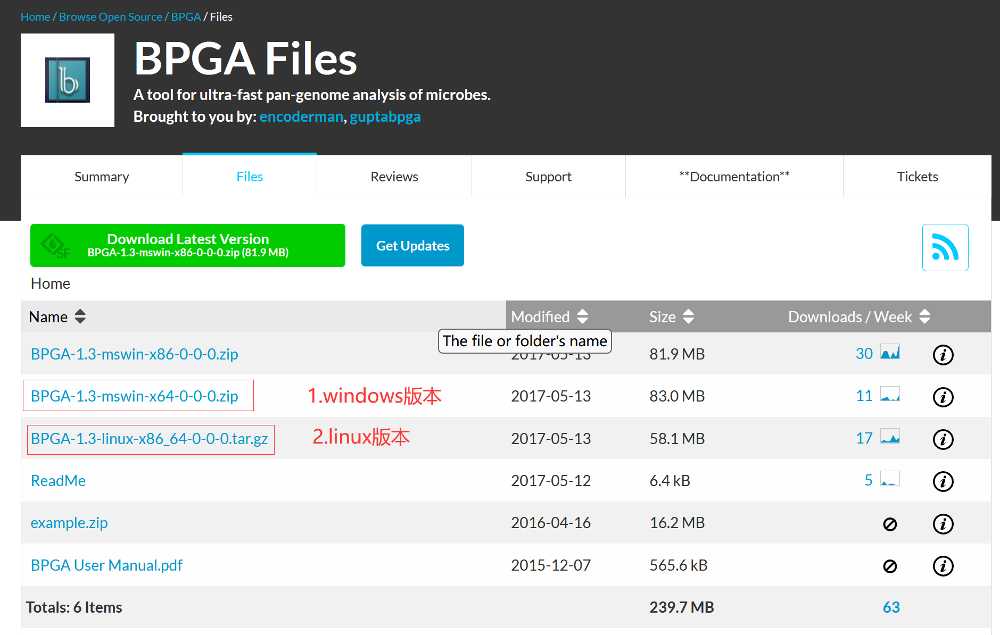 Home / Browse Open Source / BPGA / Files
b
BPGA Files
A tool for ultra-fast pan-genome analysis of microbes.
Brought to you by: encoderman, guptabpga
Summary Files Reviews Support **Documentation** Tickets
Download Latest Version
SF
BPGA-1.3-mswin-x86-0-0-0.zip (81.9 MB)
Get Updates
Home
Name Modified Size Downloads / Week
The file or folder's name
BPGA-1.3-mswin-x86-0-0-0.zip 2017-05-13 81.9 MB 30
BPGA-1.3-mswin-x64-0-0-0.zip 1.windows版本 2017-05-13 83.0 MB 11
BPGA-1.3-linux-x86_64-0-0-0.tar.gz 2.linux版本 2017-05-13 58.1 MB 17
ReadMe 2017-05-12 6.4 kB 5
example.zip 2016-04-16 16.2 MB
BPGA User Manual.pdf 2015-12-07 565.6 kB
Totals: 6 Items 239.7 MB 63